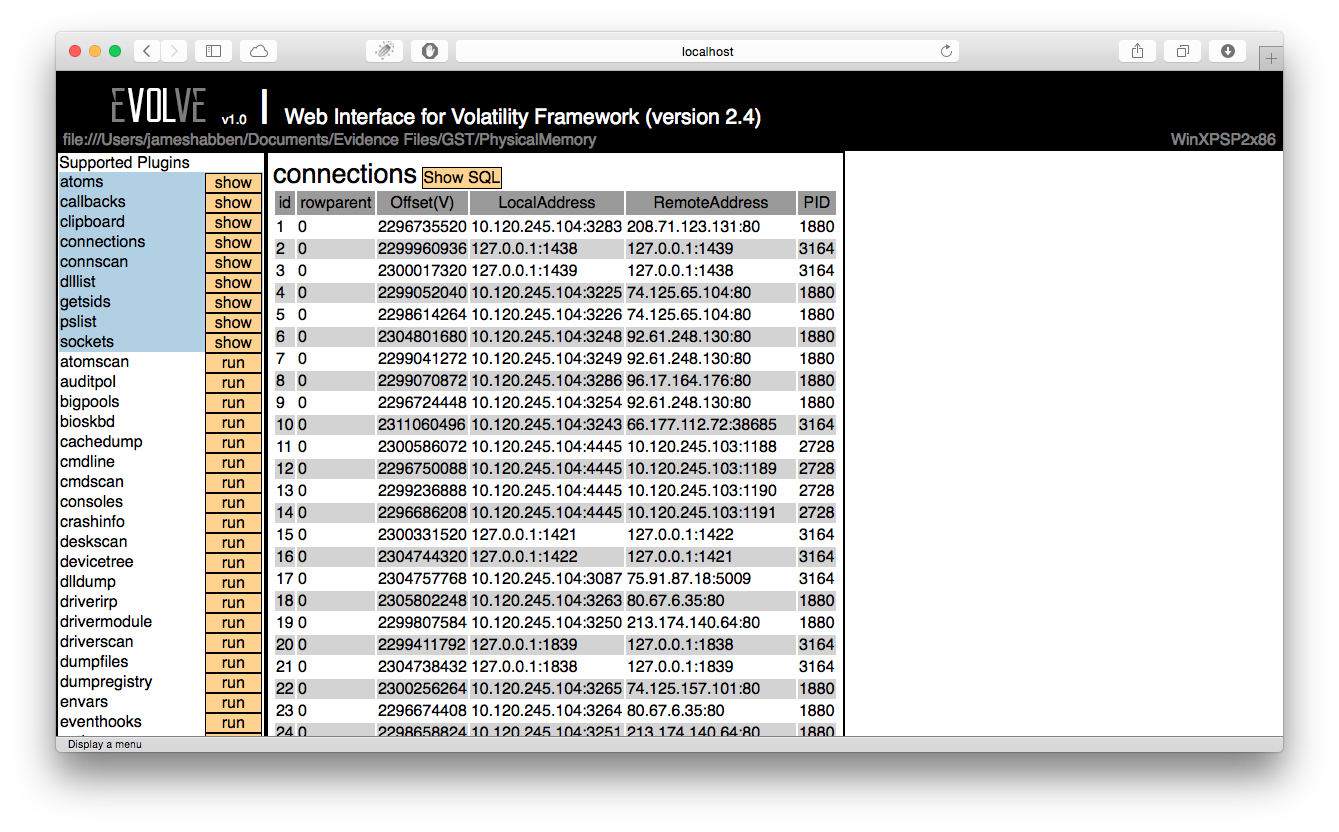 localhost
EVOLVE v1.0 | Web Interface for Volatility Framework (version 2.4)
file:///Users/jameshabben/Documents/Evidence Files/GST/PhysicalMemory WinXPSP2x86
Supported Plugins
atoms show
callbacks show
clipboard show
connections show
connscan show
dlllist show
getsids show
pslist show
sockets show
atomscan run
auditpol run
bigpools run
bioskbd run
cachedump run
cmdline run
cmdscan run
consoles run
crashinfo run
deskscan run
devicetree run
dlldump run
driverirp run
drivermodule run
driverscan run
dumpfiles run
dumpregistry run
envars run
eventhooks run
connections Show SQL
id rowparent Offset(V) LocalAddress RemoteAddress PID
1 0 2296735520 10.120.245.104:3283 208.71.123.131:80 1880
2 0 2299960936 127.0.0.1:1438 127.0.0.1:1439 3164
3 0 2300017320 127.0.0.1:1439 127.0.0.1:1438 3164
4 0 2299052040 10.120.245.104:3225 74.125.65.104:80 1880
5 0 2298614264 10.120.245.104:3226 74.125.65.104:80 1880
6 0 2304801680 10.120.245.104:3248 92.61.248.130:80 1880
7 0 2299041272 10.120.245.104:3249 92.61.248.130:80 1880
8 0 2299070872 10.120.245.104:3286 96.17.164.176:80 1880
9 0 2296724448 10.120.245.104:3254 92.61.248.130:80 1880
10 0 2311060496 10.120.245.104:3243 66.177.112.72:38685 3164
11 0 2300586072 10.120.245.104:4445 10.120.245.103:1188 2728
12 0 2296750088 10.120.245.104:4445 10.120.245.103:1189 2728
13 0 2299236888 10.120.245.104:4445 10.120.245.103:1190 2728
14 0 2296686208 10.120.245.104:4445 10.120.245.103:1191 2728
15 0 2300331520 127.0.0.1:1421 127.0.0.1:1422 3164
16 0 2304744320 127.0.0.1:1422 127.0.0.1:1421 3164
17 0 2304757768 10.120.245.104:3087 75.91.87.18:5009 3164
18 0 2305802248 10.120.245.104:3263 80.67.6.35:80 1880
19 0 2299807584 10.120.245.104:3250 213.174.140.64:80 1880
20 0 2299411792 127.0.0.1:1839 127.0.0.1:1838 3164
21 0 2304738432 127.0.0.1:1838 127.0.0.1:1839 3164
22 0 2300256264 10.120.245.104:3265 74.125.157.101:80 1880
23 0 2296674408 10.120.245.104:3264 80.67.6.35:80 1880
24 0 2298658824 10.120.245.104:3251 213.174.140.64:80 1880
Display a menu